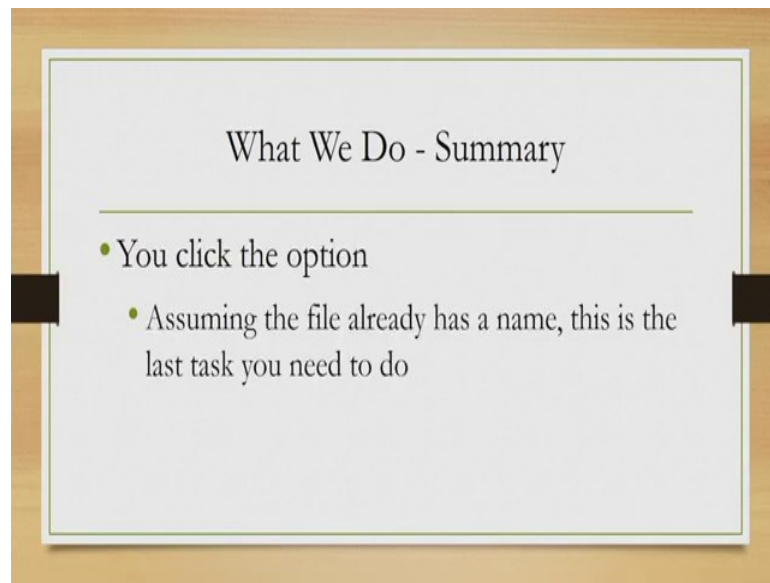 What We Do - Summary
You click the option
Assuming the file already has a name, this is the
last task you need to do